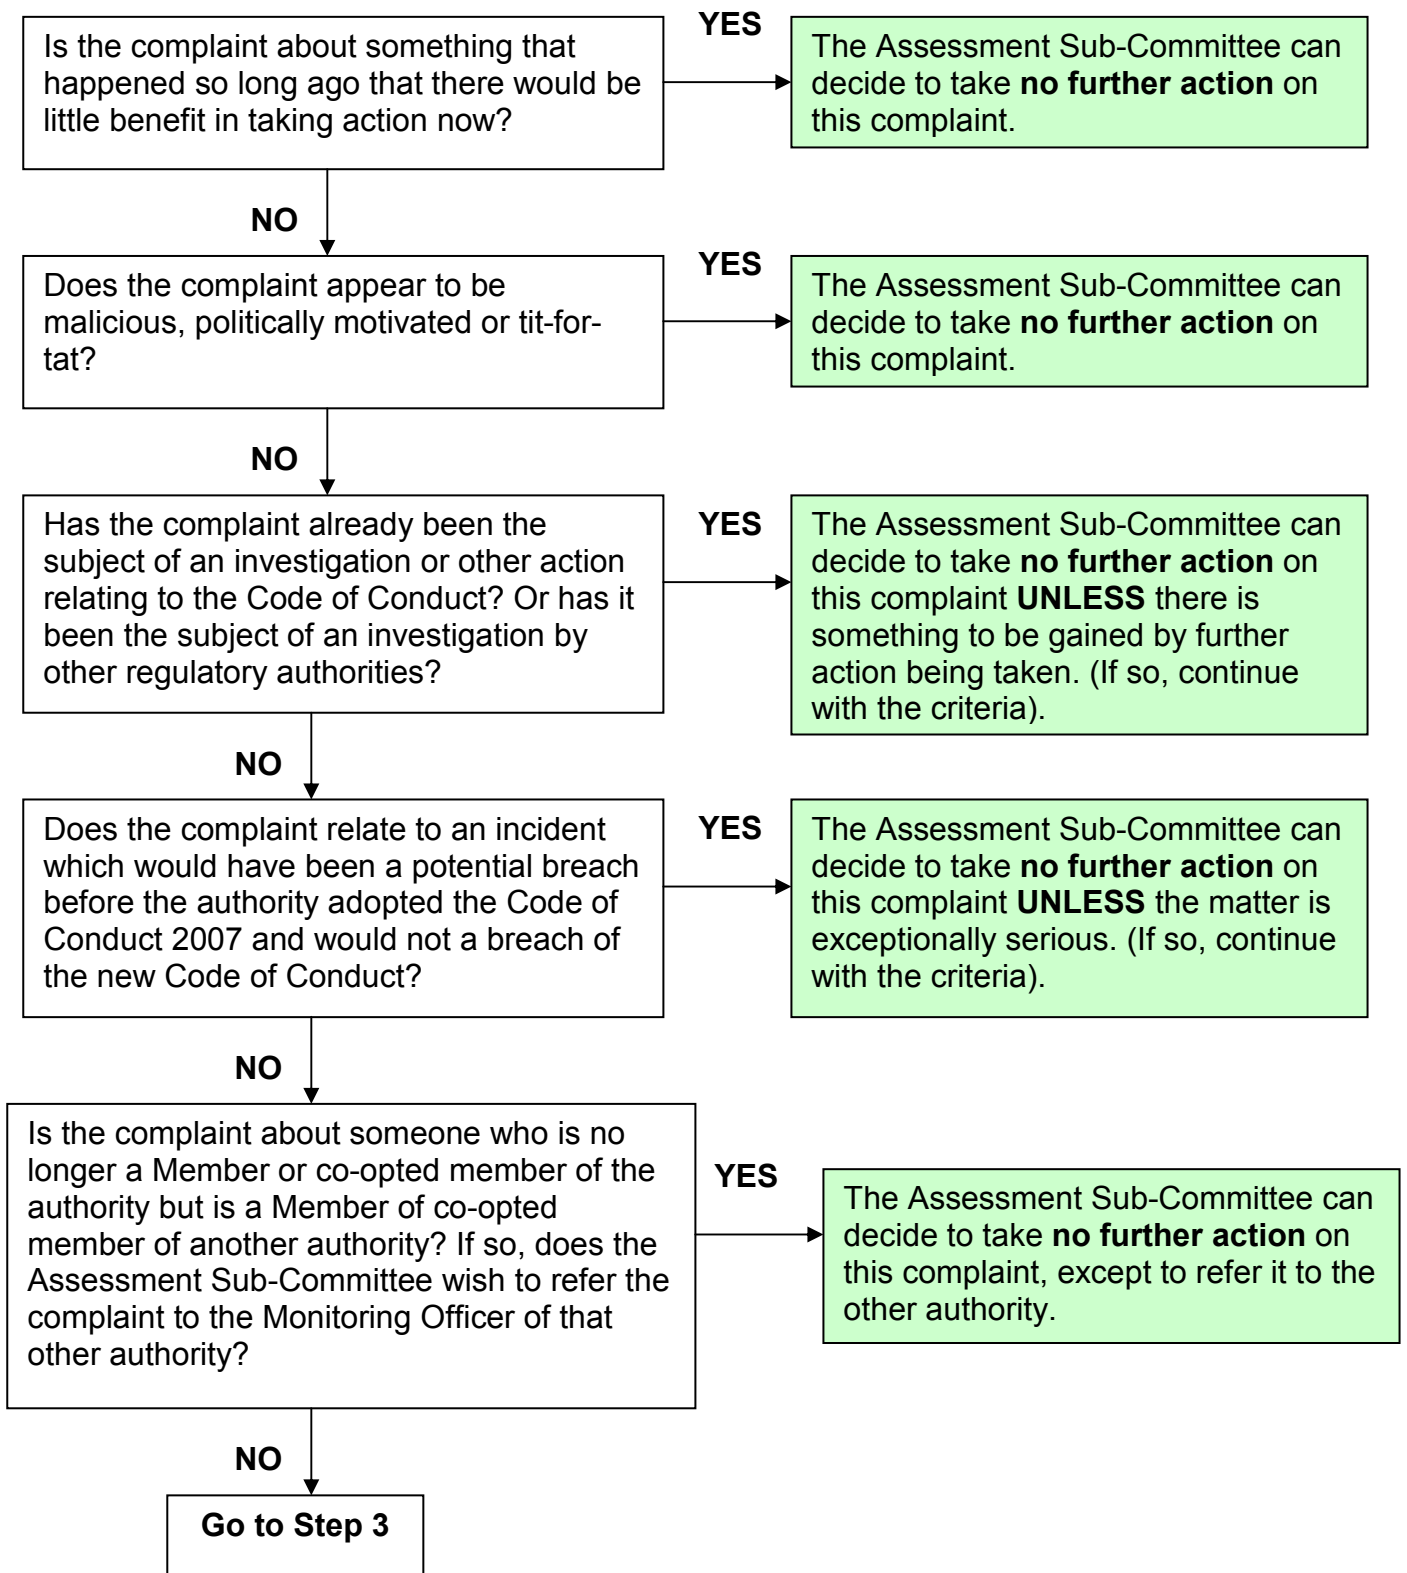 Is the complaint about something that
happened so long ago that there would be
little benefit in taking action now?
YES
The Assessment Sub-Committee can
decide to take no further action on
this complaint.
NO
Does the complaint appear to be
malicious, politically motivated or tit-for-
tat?
YES
The Assessment Sub-Committee can
decide to take no further action on
this complaint.
NO
Has the complaint already been the
subject of an investigation or other action
relating to the Code of Conduct? Or has it
been the subject of an investigation by
other regulatory authorities?
YES
The Assessment Sub-Committee can
decide to take no further action on
this complaint UNLESS there is
something to be gained by further
action being taken. (If so, continue
with the criteria).
NO
Does the complaint relate to an incident
which would have been a potential breach
before the authority adopted the Code of
Conduct 2007 and would not a breach of
the new Code of Conduct?
YES
The Assessment Sub-Committee can
decide to take no further action on
this complaint UNLESS the matter is
exceptionally serious. (If so, continue
with the criteria).
NO
Is the complaint about someone who is no
longer a Member or co-opted member of the
authority but is a Member of co-opted
member of another authority? If so, does the
Assessment Sub-Committee wish to refer the
complaint to the Monitoring Officer of that
other authority?
YES
The Assessment Sub-Committee can
decide to take no further action on
this complaint, except to refer it to the
other authority.
NO
Go to Step 3